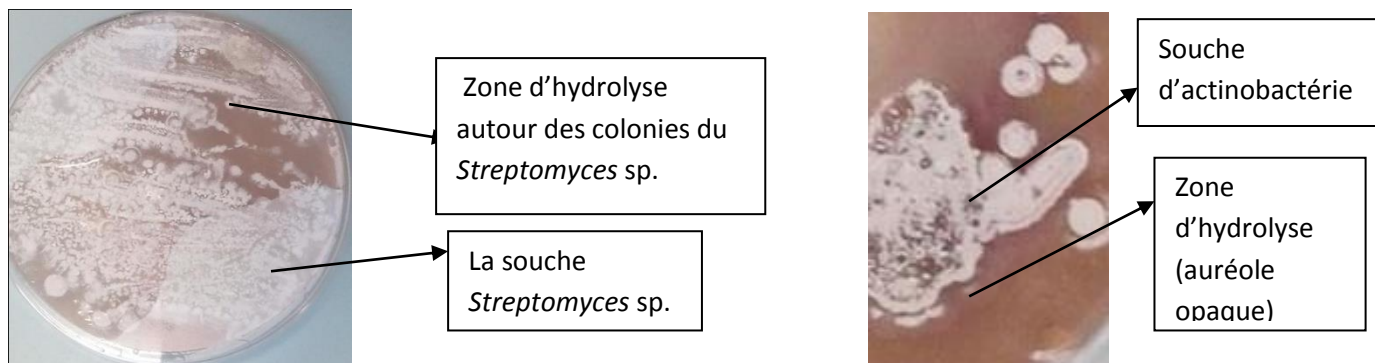 Zone d’hydrolyse
autour des colonies du
Streptomyces sp.
La souche
Streptomyces sp.
Souche
d’actinobactérie
Zone
d’hydrolyse
(auréole
opaque)